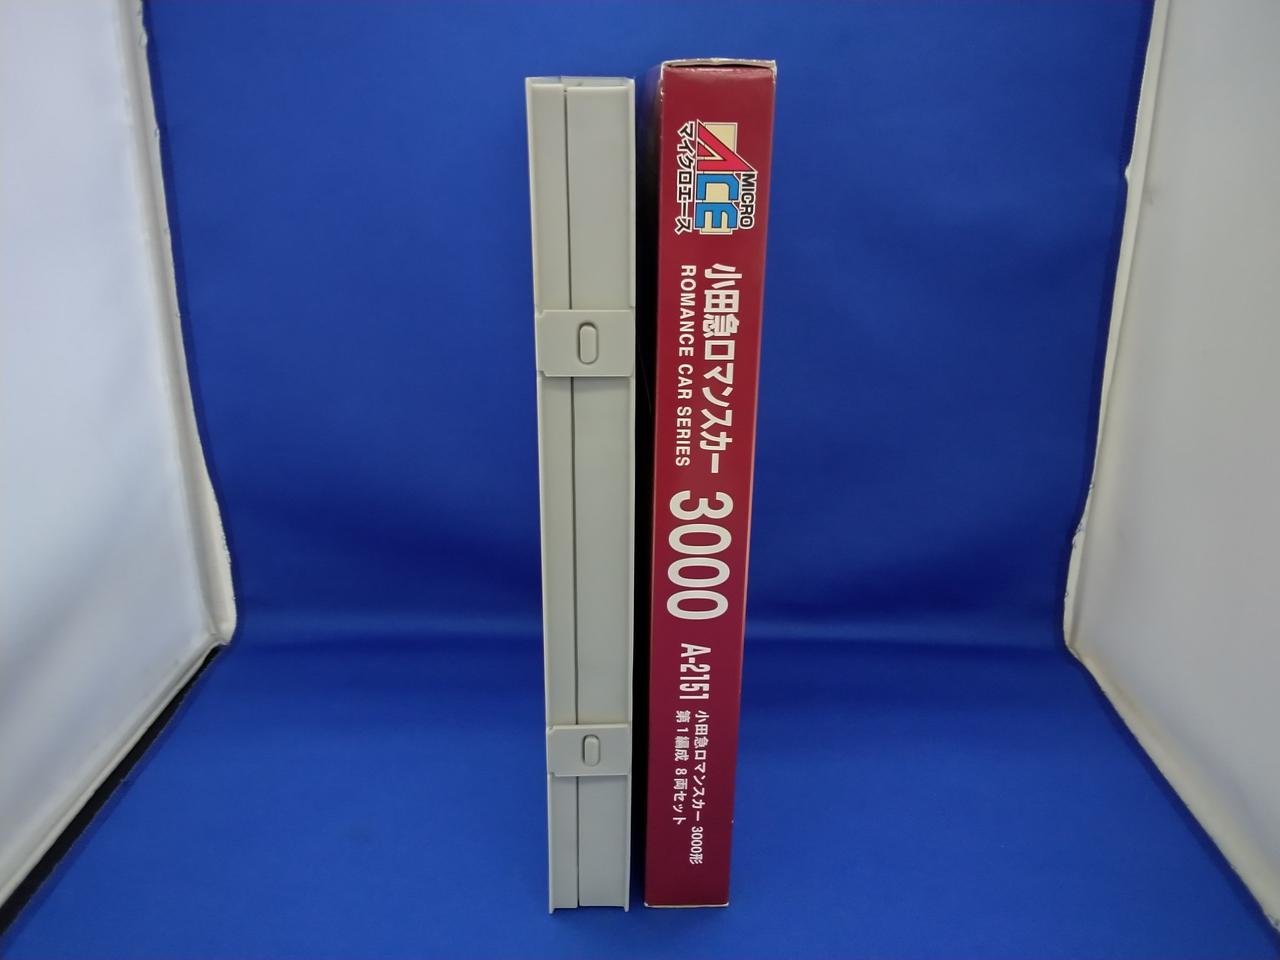 MICRO
ACE
マイクロエース
小田急ロマンスカー
ROMANCE CAR SERIES
3000
A-2151
小田急ロマンスカー 3000形
第1編成 8両セット